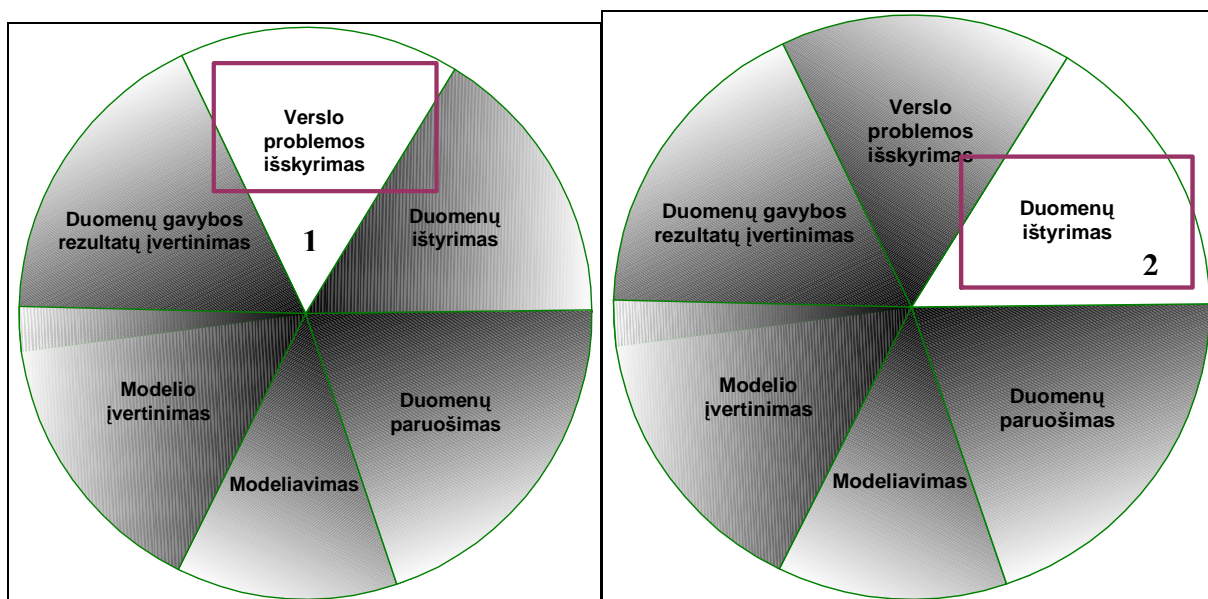 Verslo
problemos
išskyrimas
Duomenų gavybos
rezultatų įvertinimas
1
Duomenų
ištyrimas
Modelio
įvertinimas
Duomenų
paruošimas
Modeliavimas
Verslo
problemos
išskyrimas
Duomenų gavybos
rezultatų įvertinimas
Duomenų
ištyrimas
2
Modelio
įvertinimas
Duomenų
paruošimas
Modeliavimas